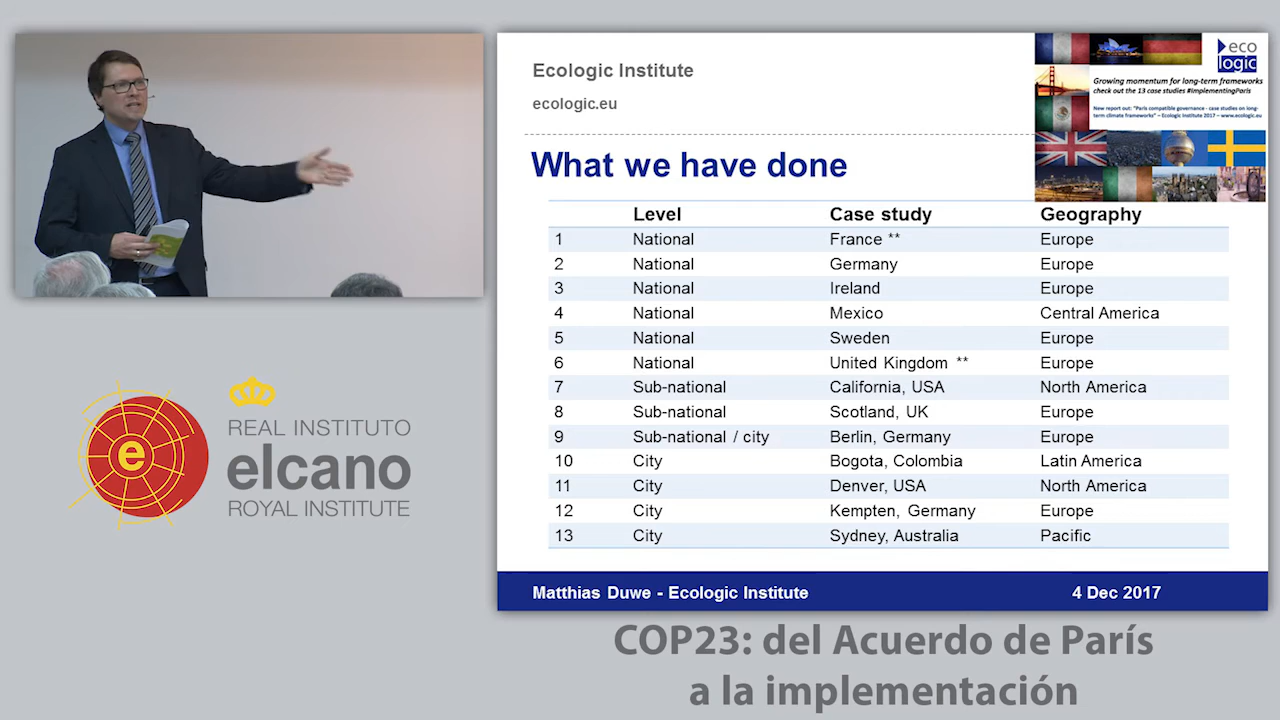 Ecologic Institute
ecologic.eu
eco
logic
Growing momentum for long-term frameworks
check out the 13 case studies #ImplementingParis
New report out: "Paris compatible governance - case studies on long-
term climate frameworks" – Ecologic Institute 2017 – www.ecologic.eu
What we have done
Level Case study Geography
1 National France ** Europe
2 National Germany Europe
3 National Ireland Europe
4 National Mexico Central America
5 National Sweden Europe
6 National United Kingdom ** Europe
7 Sub-national California, USA North America
8 Sub-national Scotland, UK Europe
9 Sub-national / city Berlin, Germany Europe
10 City Bogota, Colombia Latin America
11 City Denver, USA North America
12 City Kempten, Germany Europe
13 City Sydney, Australia Pacific
Matthias Duwe - Ecologic Institute 4 Dec 2017
e
REAL INSTITUTO
elcano
ROYAL INSTITUTE
COP23: del Acuerdo de París
a la implementación